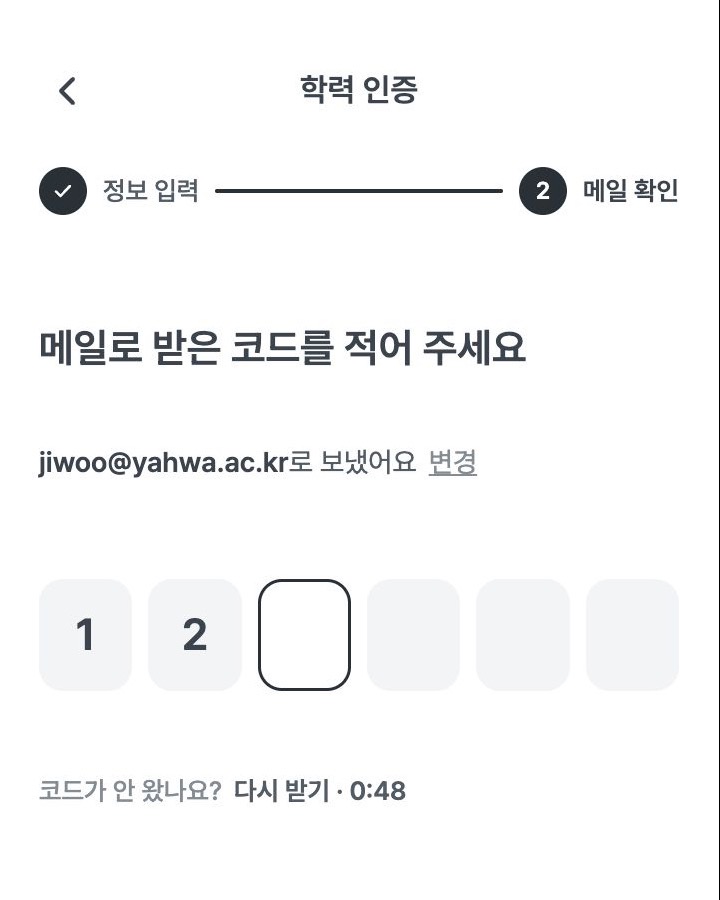 학력 인증
정보 입력 2 메일 확인
메일로 받은 코드를 적어 주세요
jiwoo@yahwa.ac.kr로 보냈어요 변경
1 2
코드가 안 왔나요? 다시 받기 · 0:48